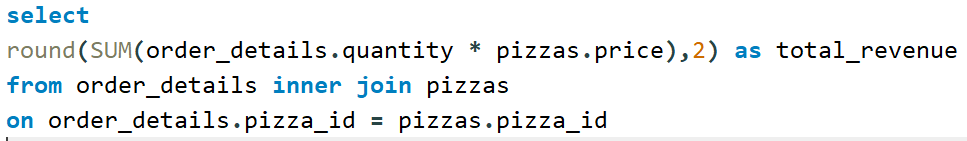 select
round(SUM(order_details.quantity * pizzas.price),2) as total_revenue
from order_details inner join pizzas
on order_details.pizza_id = pizzas.pizza_id